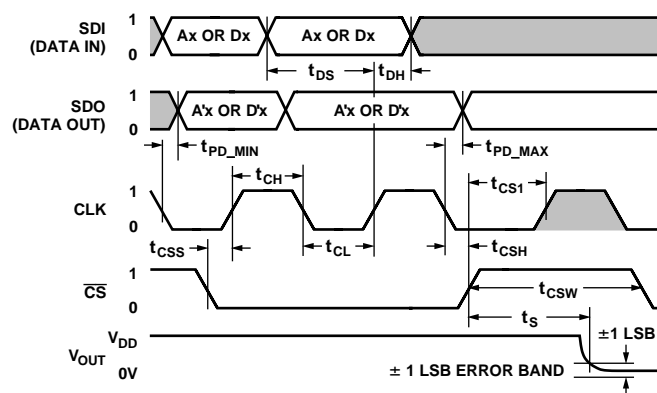 SDI
(DATA IN)
1
0
Ax OR Dx
Ax OR Dx
tDS
tDH
SDO
(DATA OUT)
1
0
A'x OR D'x
A'x OR D'x
tPD_MIN
tPD_MAX
CLK
1
0
tCH
tCS1
tCSS
tCL
tCSH
CS
1
0
tCSW
tS
VOUT
VDD
0V
±1 LSB
± 1 LSB ERROR BAND